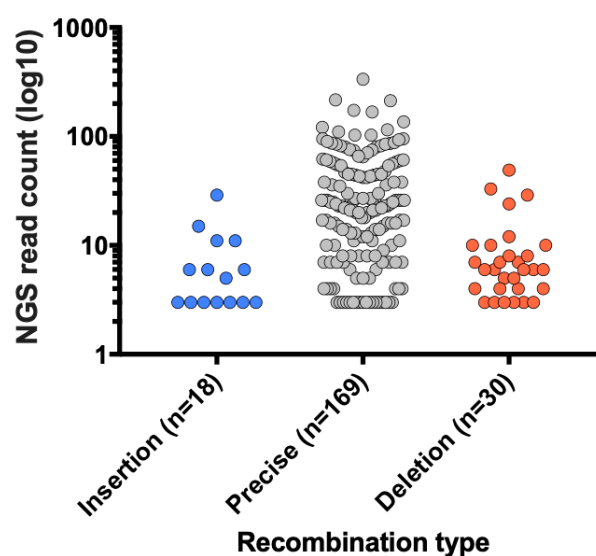 NGS read count (log10)
1000
100
10
1
Insertion (n=18)
Precise (n=169)
Deletion (n=30)
Recombination type